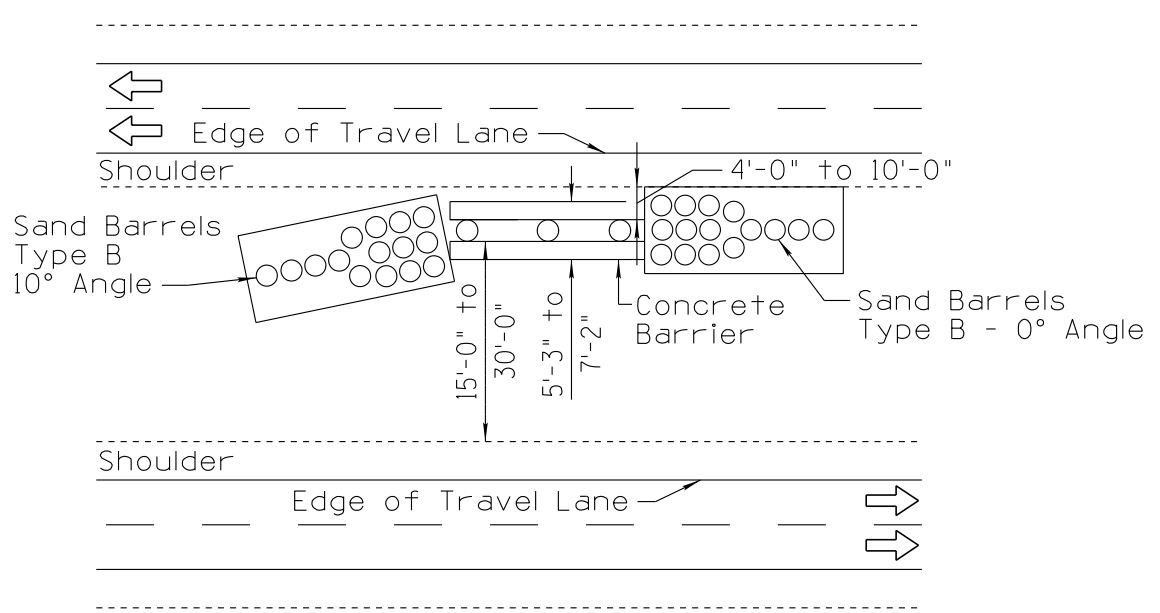 Edge of Travel Lane
Shoulder
4'-0" to 10'-0"
Sand Barrels
Type B
10° Angle
15'-0" to
30'-0"
5'-3" to
7'-2"
Concrete
Barrier
Sand Barrels
Type B - 0° Angle
Shoulder
Edge of Travel Lane